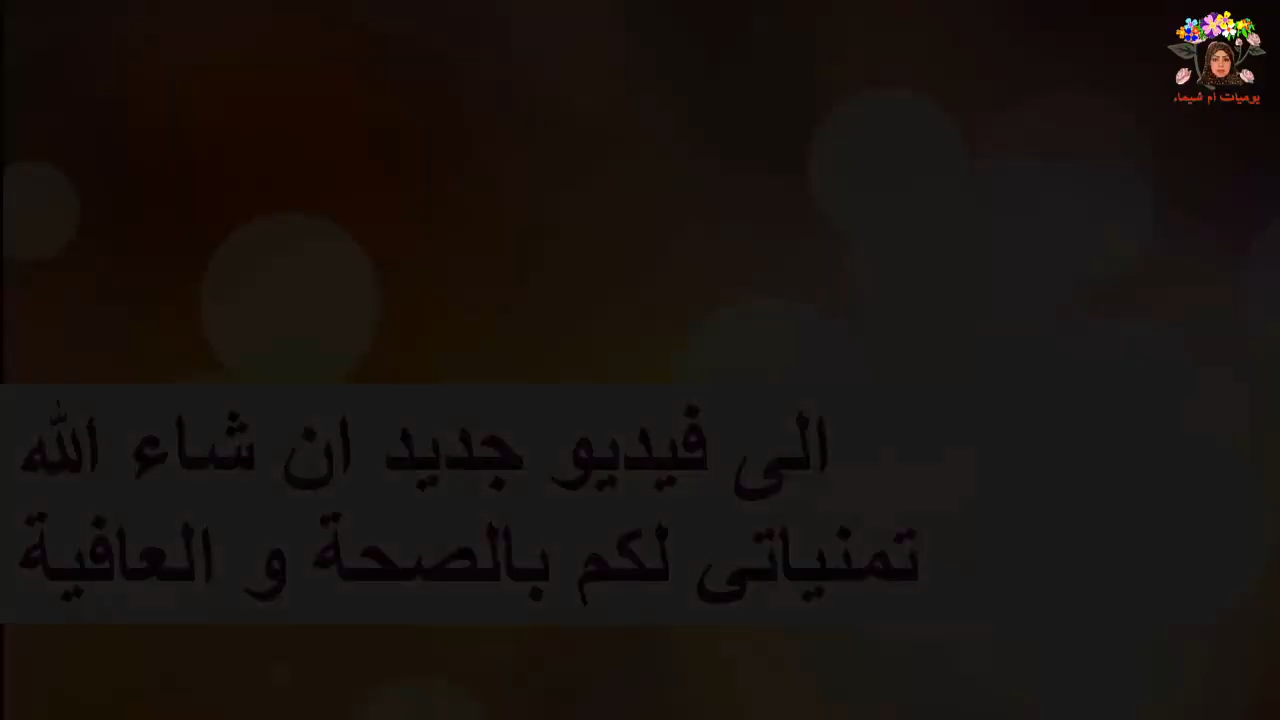 يوميات أم شيماء
الى فيديو جديد ان شاء الله
تمنياتى لكم بالصحة و العافية